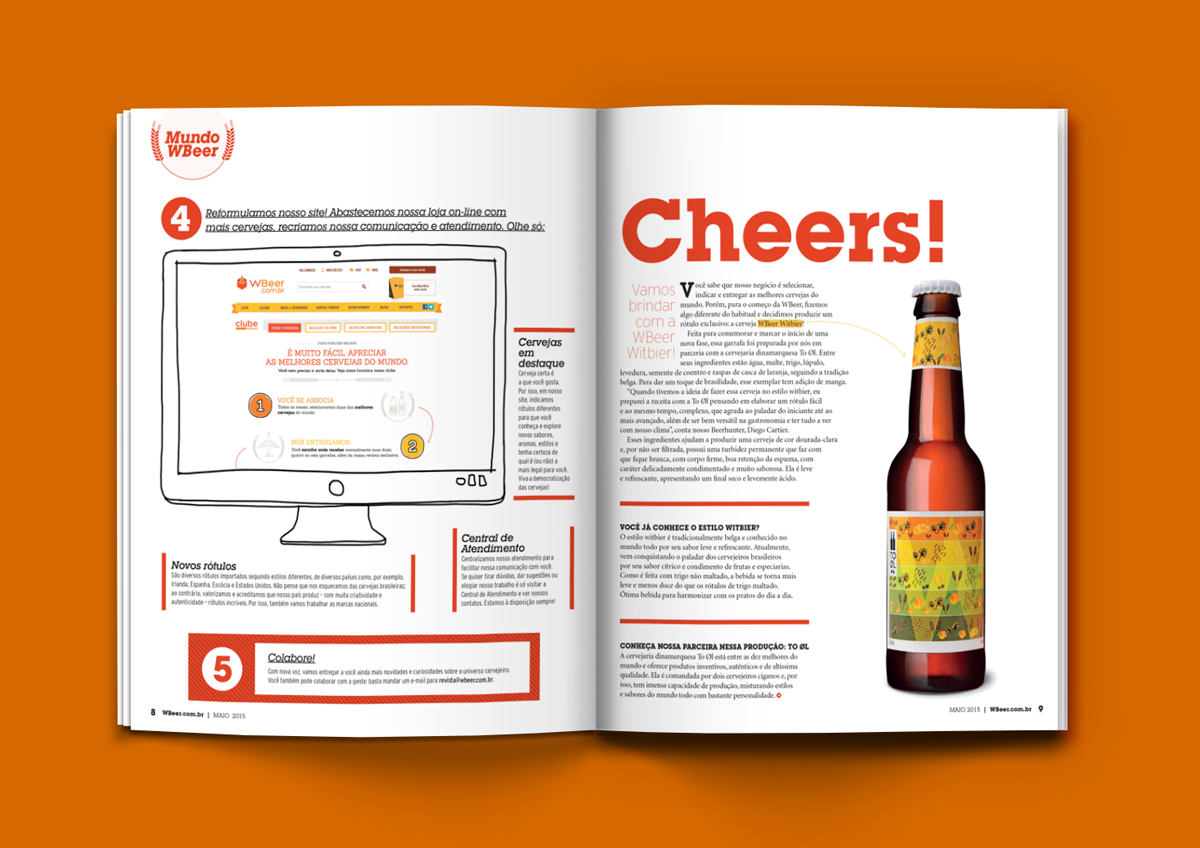 Mundo
WBeer
4
Reformulamos nosso site! Abastecemos nossa loja on-line com
mais cervejas, recriamos nossa comunicação e atendimento. Olhe só:
WBeer
.com.br
clube
É MUITO FÁCIL APRECIAR
AS MELHORES CERVEJAS DO MUNDO.
Você nem precisa ir atrás delas. Veja como funciona nosso clube.
1
VOCÊ SE ASSOCIA
Todos os meses, selecionamos duas das melhores
cervejas do mundo.
NÓS ENTREGAMOS
2
Cervejas
em
destaque
Cerveja certa é
a que você gosta.
Por isso, em nosso
site, indicamos
rótulos diferentes
para que você
conheça e explore
novos sabores,
aromas, estilos e
tenha certeza de
qual é (ou não) a
mais legal para você.
Viva a democratização
das cervejas!
Novos rótulos
São diversos rótulos importados seguindo estilos diferentes, de diversos países como, por exemplo,
Irlanda, Espanha, Escócia e Estados Unidos. Não pense que nos esquecemos das cervejas brasileiras;
ao contrário, valorizamos e acreditamos que nosso país produz - com muita criatividade e
autenticidade - rótulos incríveis. Por isso, também vamos trabalhar as marcas nacionais.
Central de
Atendimento
Centralizamos nosso atendimento para
facilitar nossa comunicação com você.
Se quiser tirar dúvidas, dar sugestões ou
elogiar nosso trabalho é só visitar a
Central de Atendimento e ver nossos
contatos. Estamos à disposição sempre!
5
Colabore!
Com nova voz, vamos entregar a você ainda mais novidades e curiosidades sobre o universo cervejeiro.
Você também pode colaborar com a gente: basta mandar um e-mail para revista@wbeer.com.br.
8 WBeer.com.br | MAIO 2015
Cheers!
Vamos
brindar
com a
WBeer
Witbier!
Você sabe que nosso negócio é selecionar,
indicar e entregar as melhores cervejas do
mundo. Porém, para o começo da WBeer, fizemos
algo diferente do habitual e decidimos produzir um
rótulo exclusivo: a cerveja WBeer Witbier!
Feita para comemorar e marcar o início de uma
nova fase, essa garrafa foi preparada por nós em
parceria com a cervejaria dinamarquesa To Øl. Entre
seus ingredientes estão água, malte, trigo, lúpulo,
levedura, semente de coentro e raspas de casca de laranja, seguindo a tradição
belga. Para dar um toque de brasilidade, esse exemplar tem adição de manga.
"Quando tivemos a ideia de fazer essa cerveja no estilo witbier, eu
preparei a receita com a To Øl pensando em elaborar um rótulo fácil
e ao mesmo tempo, complexo, que agrada ao paladar do iniciante até ao
mais avançado, além de ser bem versátil na gastronomia e ter tudo a ver
com nosso clima", conta nosso Beerhunter, Diego Cartier.
Esses ingredientes ajudam a produzir uma cerveja de cor dourada-clara
e, por não ser filtrada, possui uma turbidez permanente que faz com
que fique branca, com corpo firme, boa retenção da espuma, com
caráter delicadamente condimentado e muito saborosa. Ela é leve
e refrescante, apresentando um final seco e levemente ácido.
VOCÊ JÁ CONHECE O ESTILO WITBIER?
O estilo witbier é tradicionalmente belga e conhecido no
mundo todo por seu sabor leve e refrescante. Atualmente,
vem conquistando o paladar dos cervejeiros brasileiros
por seu sabor cítrico e condimento de frutas e especiarias.
Como é feita com trigo não maltado, a bebida se torna mais
leve e menos doce do que os rótulos de trigo maltado.
Ótima bebida para harmonizar com os pratos do dia a dia.
CONHEÇA NOSSA PARCEIRA NESSA PRODUÇÃO: TO ØL
A cervejaria dinamarquesa To Øl está entre as dez melhores do
mundo e oferece produtos inventivos, autênticos e de altíssima
qualidade. Ela é comandada por dois cervejeiros ciganos e, por
isso, tem imensa capacidade de produção, misturando estilos
e sabores do mundo todo com bastante personalidade.
TO ØL
MAIO 2015 | WBeer.com.br 9